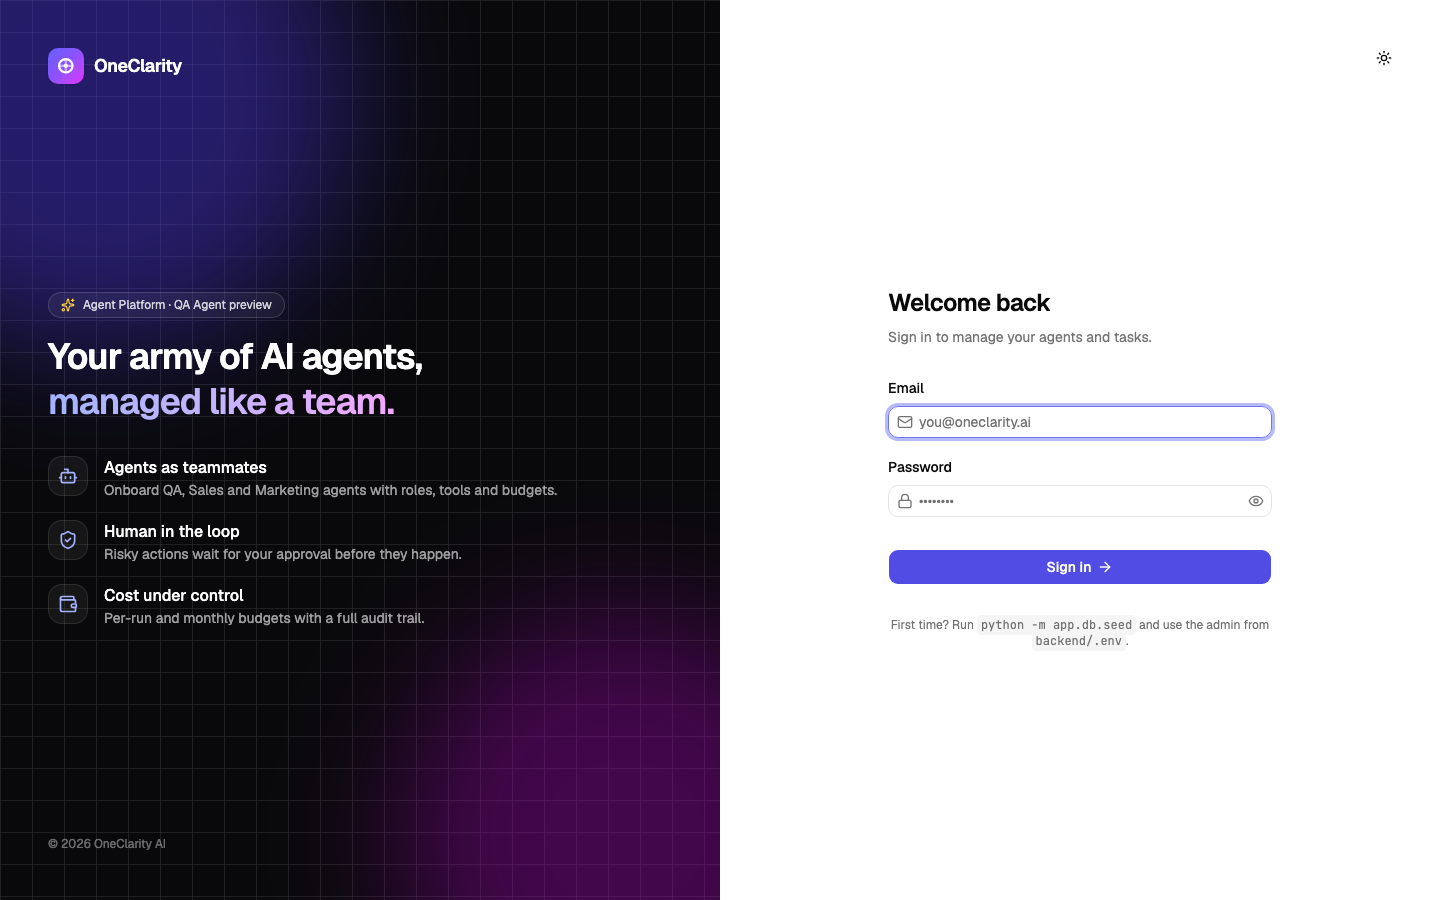 OneClarity
Agent Platform · QA Agent preview
Your army of AI agents,
managed like a team.
Agents as teammates
Onboard QA, Sales and Marketing agents with roles, tools and budgets.
Human in the loop
Risky actions wait for your approval before they happen.
Cost under control
Per-run and monthly budgets with a full audit trail.
© 2026 OneClarity AI
Welcome back
Sign in to manage your agents and tasks.
Email
you@oneclarity.ai
Password
••••••••
Sign in
First time? Run python -m app.db.seed and use the admin from
backend/.env.